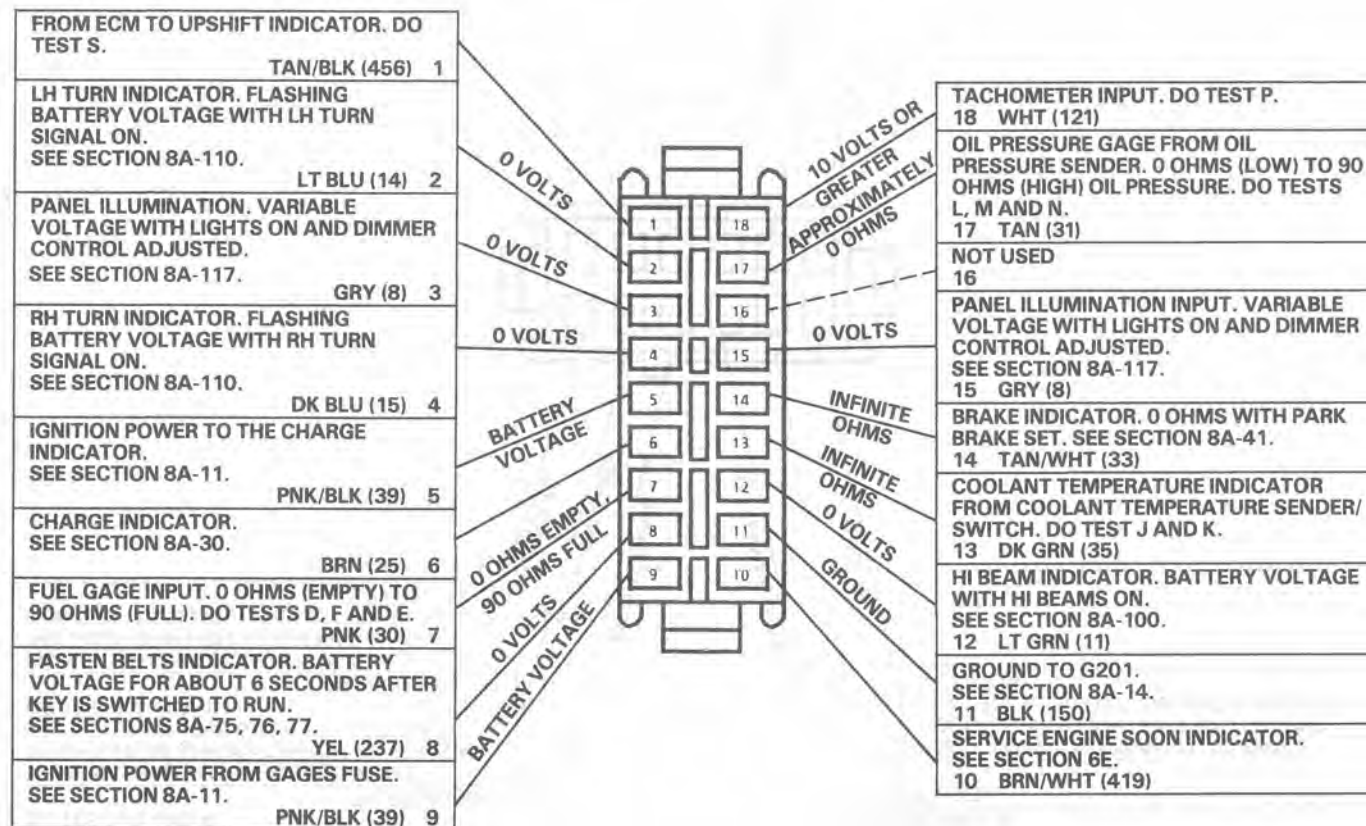 FROM ECM TO UPSHIFT INDICATOR. DO
TEST S.
TAN/BLK (456) 1
LH TURN INDICATOR. FLASHING
BATTERY VOLTAGE WITH LH TURN
SIGNAL ON.
SEE SECTION 8A-110.
LT BLU (14) 2
PANEL ILLUMINATION. VARIABLE
VOLTAGE WITH LIGHTS ON AND DIMMER
CONTROL ADJUSTED.
SEE SECTION 8A-117.
GRY (8) 3
RH TURN INDICATOR. FLASHING
BATTERY VOLTAGE WITH RH TURN
SIGNAL ON.
SEE SECTION 8A-110.
DK BLU (15) 4
IGNITION POWER TO THE CHARGE
INDICATOR.
SEE SECTION 8A-11.
PNK/BLK (39) 5
CHARGE INDICATOR.
SEE SECTION 8A-30.
BRN (25) 6
FUEL GAGE INPUT. 0 OHMS (EMPTY) TO
90 OHMS (FULL). DO TESTS D, F AND E.
PNK (30) 7
FASTEN BELTS INDICATOR. BATTERY
VOLTAGE FOR ABOUT 6 SECONDS AFTER
KEY IS SWITCHED TO RUN.
SEE SECTIONS 8A-75, 76, 77.
YEL (237) 8
IGNITION POWER FROM GAGES FUSE.
SEE SECTION 8A-11.
PNK/BLK (39) 9
0 VOLTS
0 VOLTS
0 VOLTS
BATTERY
VOLTAGE
0 OHMS EMPTY,
90 OHMS FULL
0 VOLTS
BATTERY VOLTAGE
1 18
2 17
3 16
4 15
5 14
6 13
7 12
8 11
9 10
10 VOLTS OR
GREATER
APPROXIMATELY
0 OHMS
0 VOLTS
INFINITE
OHMS
INFINITE
OHMS
0 VOLTS
GROUND
TACHOMETER INPUT. DO TEST P.
18 WHT (121)
OIL PRESSURE GAGE FROM OIL
PRESSURE SENDER. 0 OHMS (LOW) TO 90
OHMS (HIGH) OIL PRESSURE. DO TESTS
L, M AND N.
17 TAN (31)
NOT USED
16
PANEL ILLUMINATION INPUT. VARIABLE
VOLTAGE WITH LIGHTS ON AND DIMMER
CONTROL ADJUSTED.
SEE SECTION 8A-117.
15 GRY (8)
BRAKE INDICATOR. 0 OHMS WITH PARK
BRAKE SET. SEE SECTION 8A-41.
14 TAN/WHT (33)
COOLANT TEMPERATURE INDICATOR
FROM COOLANT TEMPERATURE SENDER/
SWITCH. DO TEST J AND K.
13 DK GRN (35)
HI BEAM INDICATOR. BATTERY VOLTAGE
WITH HI BEAMS ON.
SEE SECTION 8A-100.
12 LT GRN (11)
GROUND TO G201.
SEE SECTION 8A-14.
11 BLK (150)
SERVICE ENGINE SOON INDICATOR.
SEE SECTION 6E.
10 BRN/WHT (419)